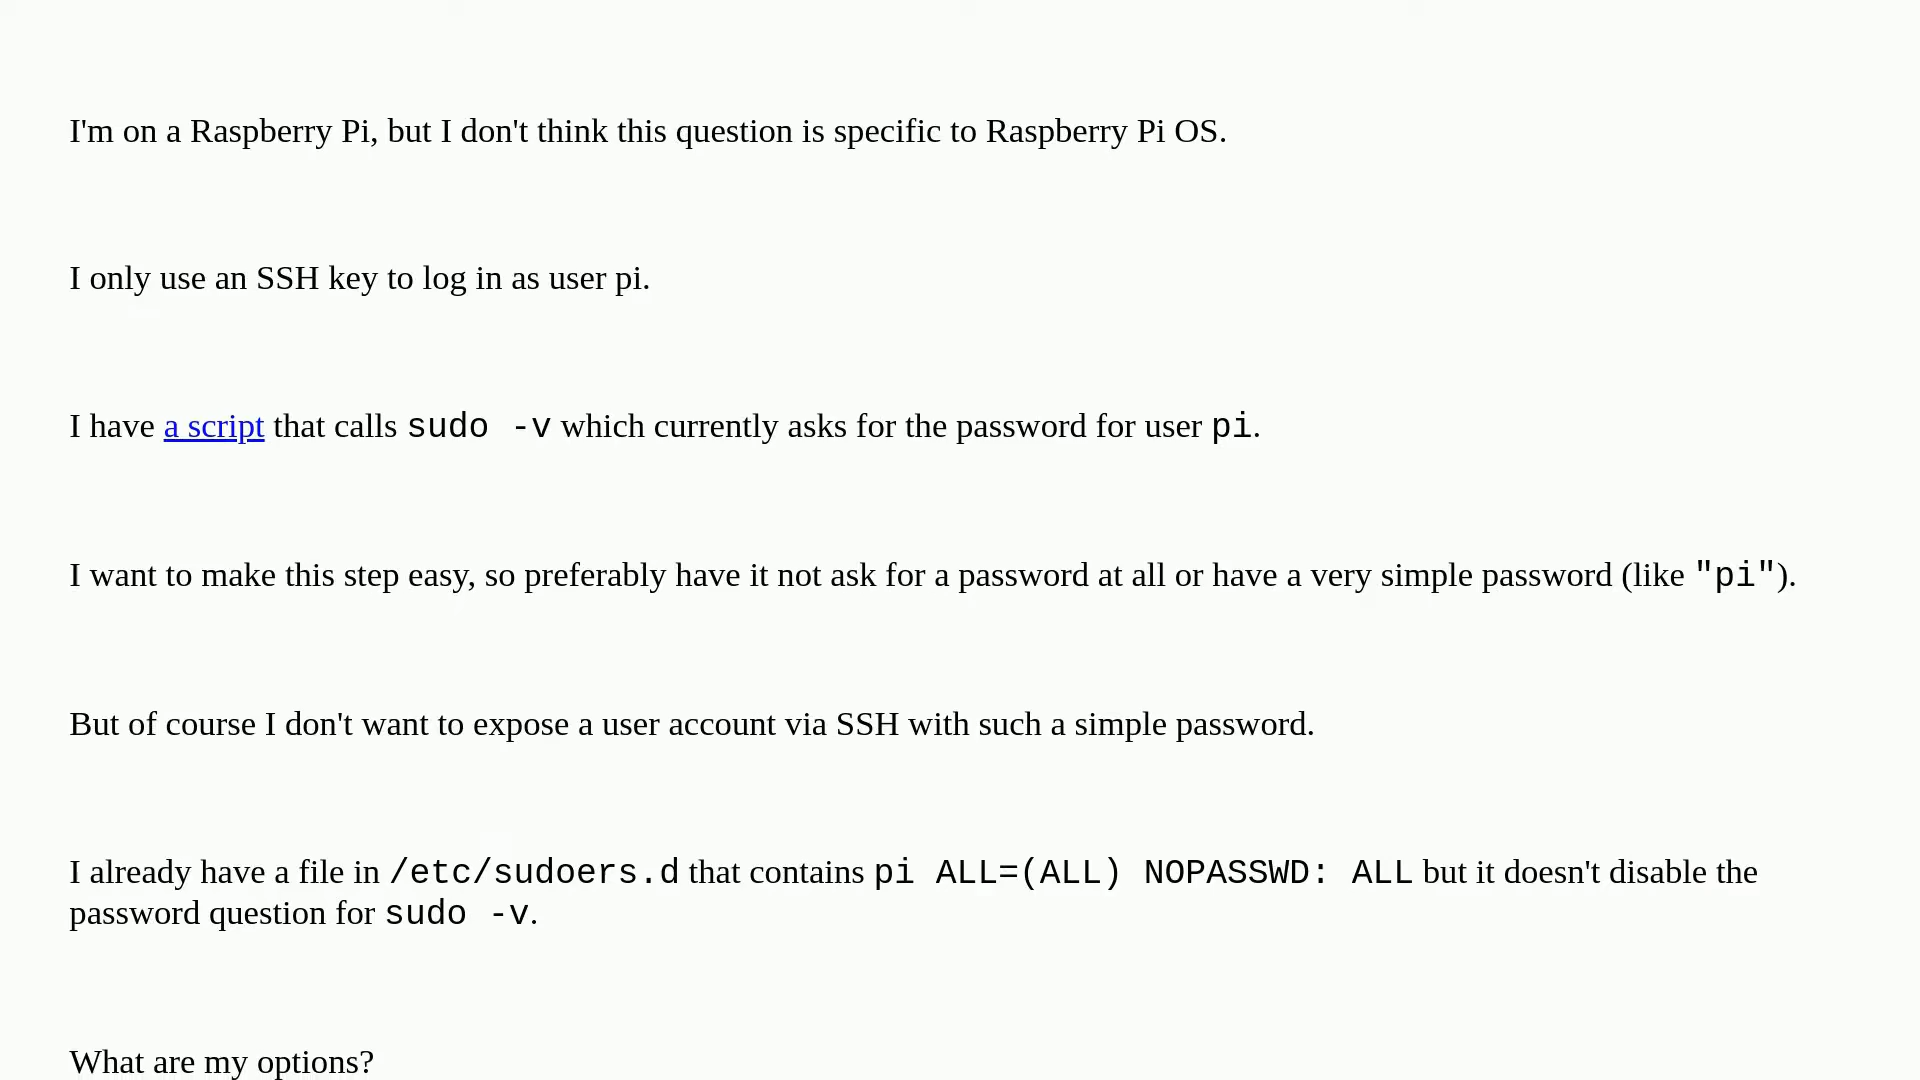 I'm on a Raspberry Pi, but I don't think this question is specific to Raspberry Pi OS.
I only use an SSH key to log in as user pi.
I have a script that calls sudo -v which currently asks for the password for user pi.
I want to make this step easy, so preferably have it not ask for a password at all or have a very simple password (like "pi").
But of course I don't want to expose a user account via SSH with such a simple password.
I already have a file in /etc/sudoers.d that contains pi ALL=(ALL) NOPASSWD: ALL but it doesn't disable the
password question for sudo -v.
What are my options?